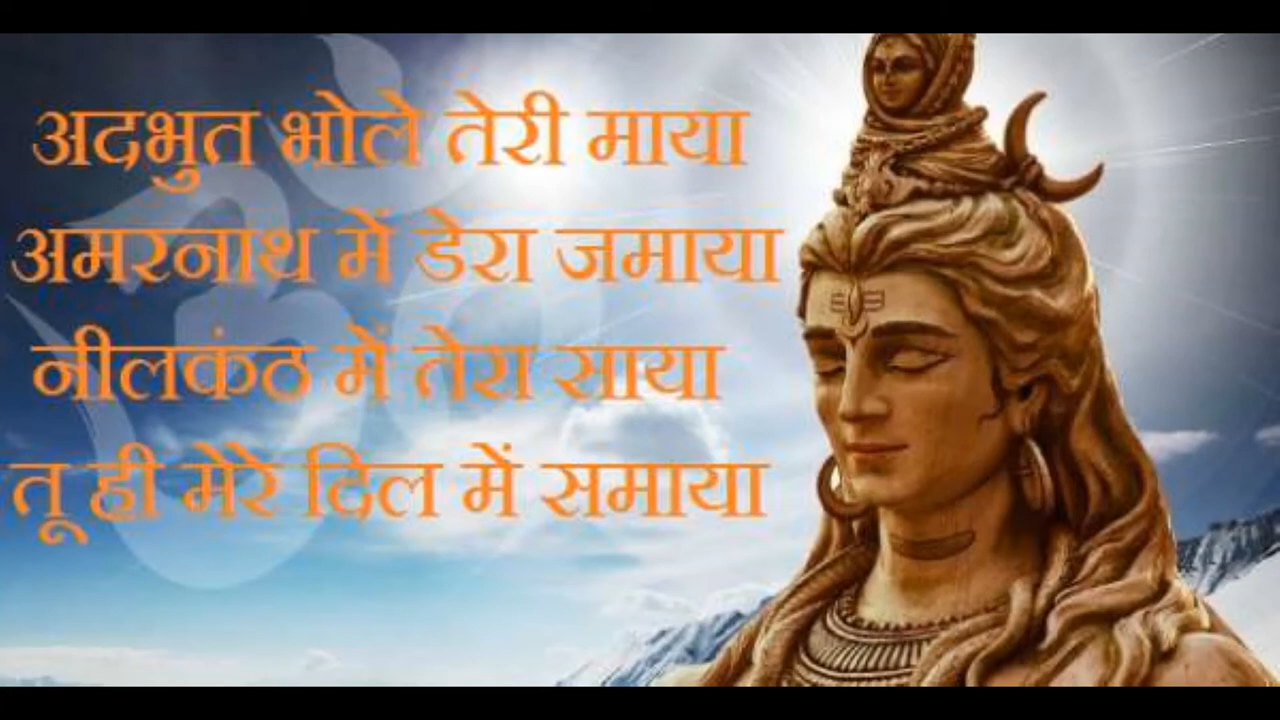 अदभुत भोले तेरी माया
अमरनाथ में डेरा जमाया
नीलकंठ में तेरा साया
तू ही मेरे दिल में समाया